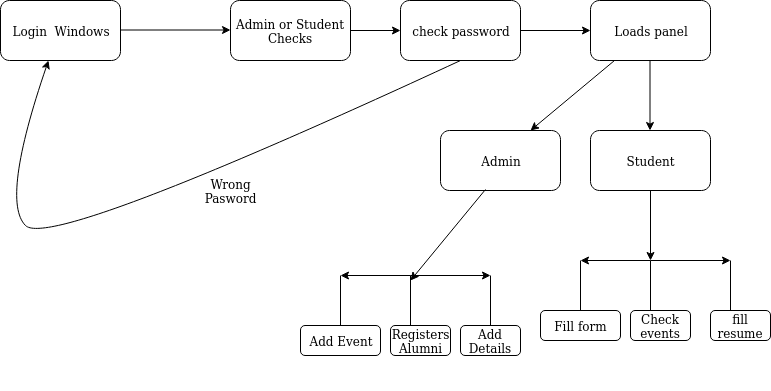 Login  Windows
Admin or Student
Checks
check password
Loads panel
Admin
Student
Wrong
Pasword
Add Event
Registers
Alumni
Add
Details
Fill form
Check
events
fill
resume